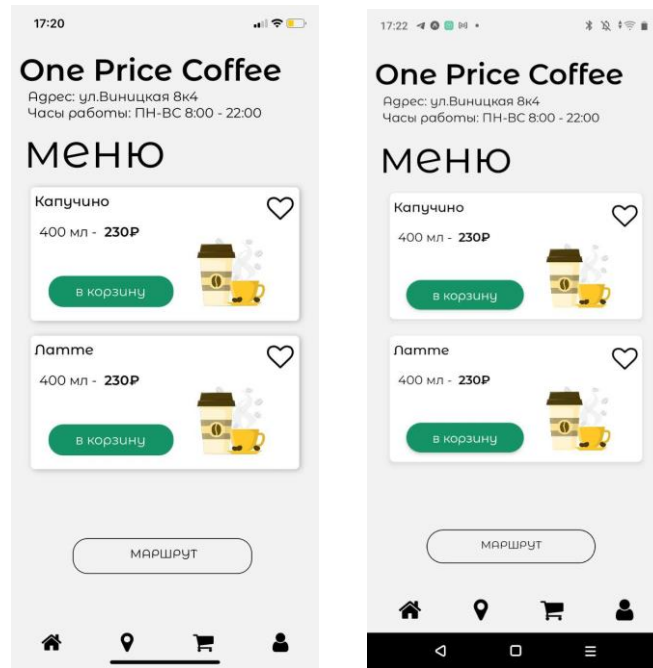 17:20
One Price Coffee
Адрес: ул.Виницкая 8к4
Часы работы: ПН-ВС 8:00 - 22:00
меню
Капучино
400 мл - 230₽
в корзину
Латте
400 мл - 230₽
в корзину
МАРШРУТ
17:22
One Price Coffee
Адрес: ул.Виницкая 8к4
Часы работы: ПН-ВС 8:00 - 22:00
меню
Капучино
400 мл - 230₽
в корзину
Латте
400 мл - 230₽
в корзину
МАРШРУТ